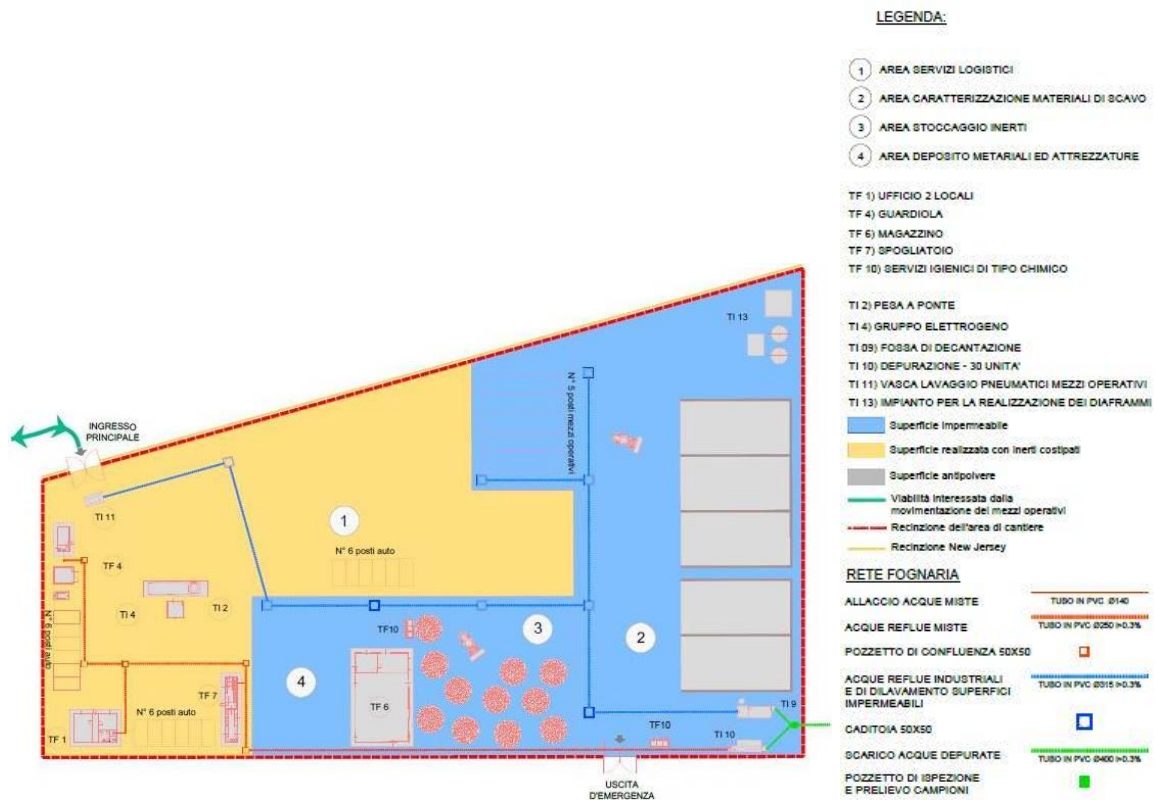 LEGENDA:
1 AREA SERVIZI LOGISTICI
2 AREA CARATTERIZZAZIONE MATERIALI DI SCAVO
3 AREA STOCCAGGIO INERTI
4 AREA DEPOSITO METARIALI ED ATTREZZATURE
TF 1) UFFICIO 2 LOCALI
TF 4) GUARDIOLA
TF 6) MAGAZZINO
TF 7) SPOGLIATOIO
TF 10) SERVIZI IGIENICI DI TIPO CHIMICO
TI 2) PESA A PONTE
TI 4) GRUPPO ELETTROGENO
TI 09) FOSSA DI DECANTAZIONE
TI 10) DEPURAZIONE - 30 UNITA'
TI 11) VASCA LAVAGGIO PNEUMATICI MEZZI OPERATIVI
TI 13) IMPIANTO PER LA REALIZZAZIONE DEI DIAFRAMMI
Superficie impermeabile
Superficie realizzata con inerti costipati
Superficie antipolvere
Viabilità interessata dalla
movimentazione dei mezzi operativi
Recinzione dell'area di cantiere
Recinzione New Jersey
RETE FOGNARIA
ALLACCIO ACQUE MISTE
TUBO IN PVC Ø140
ACQUE REFLUE MISTE
TUBO IN PVC Ø250 i>0.3%
POZZETTO DI CONFLUENZA 50X50
ACQUE REFLUE INDUSTRIALI
E DI DILAVAMENTO SUPERFICI
IMPERMEABILI
TUBO IN PVC Ø315 i>0.3%
CADITOIA 50X50
SCARICO ACQUE DEPURATE
TUBO IN PVC Ø400 i>0.3%
POZZETTO DI ISPEZIONE
E PRELIEVO CAMPIONI
INGRESSO
PRINCIPALE
TI 11
TF 4
TI 4
TI 2
N° 6 posti auto
TF 1
N° 6 posti auto
TF 7
1
N° 6 posti auto
N° 5 posti mezzi operativi
TI 13
TF10
3
2
4
TF 6
TF10
TI 9
TI 10
USCITA
D'EMERGENZA